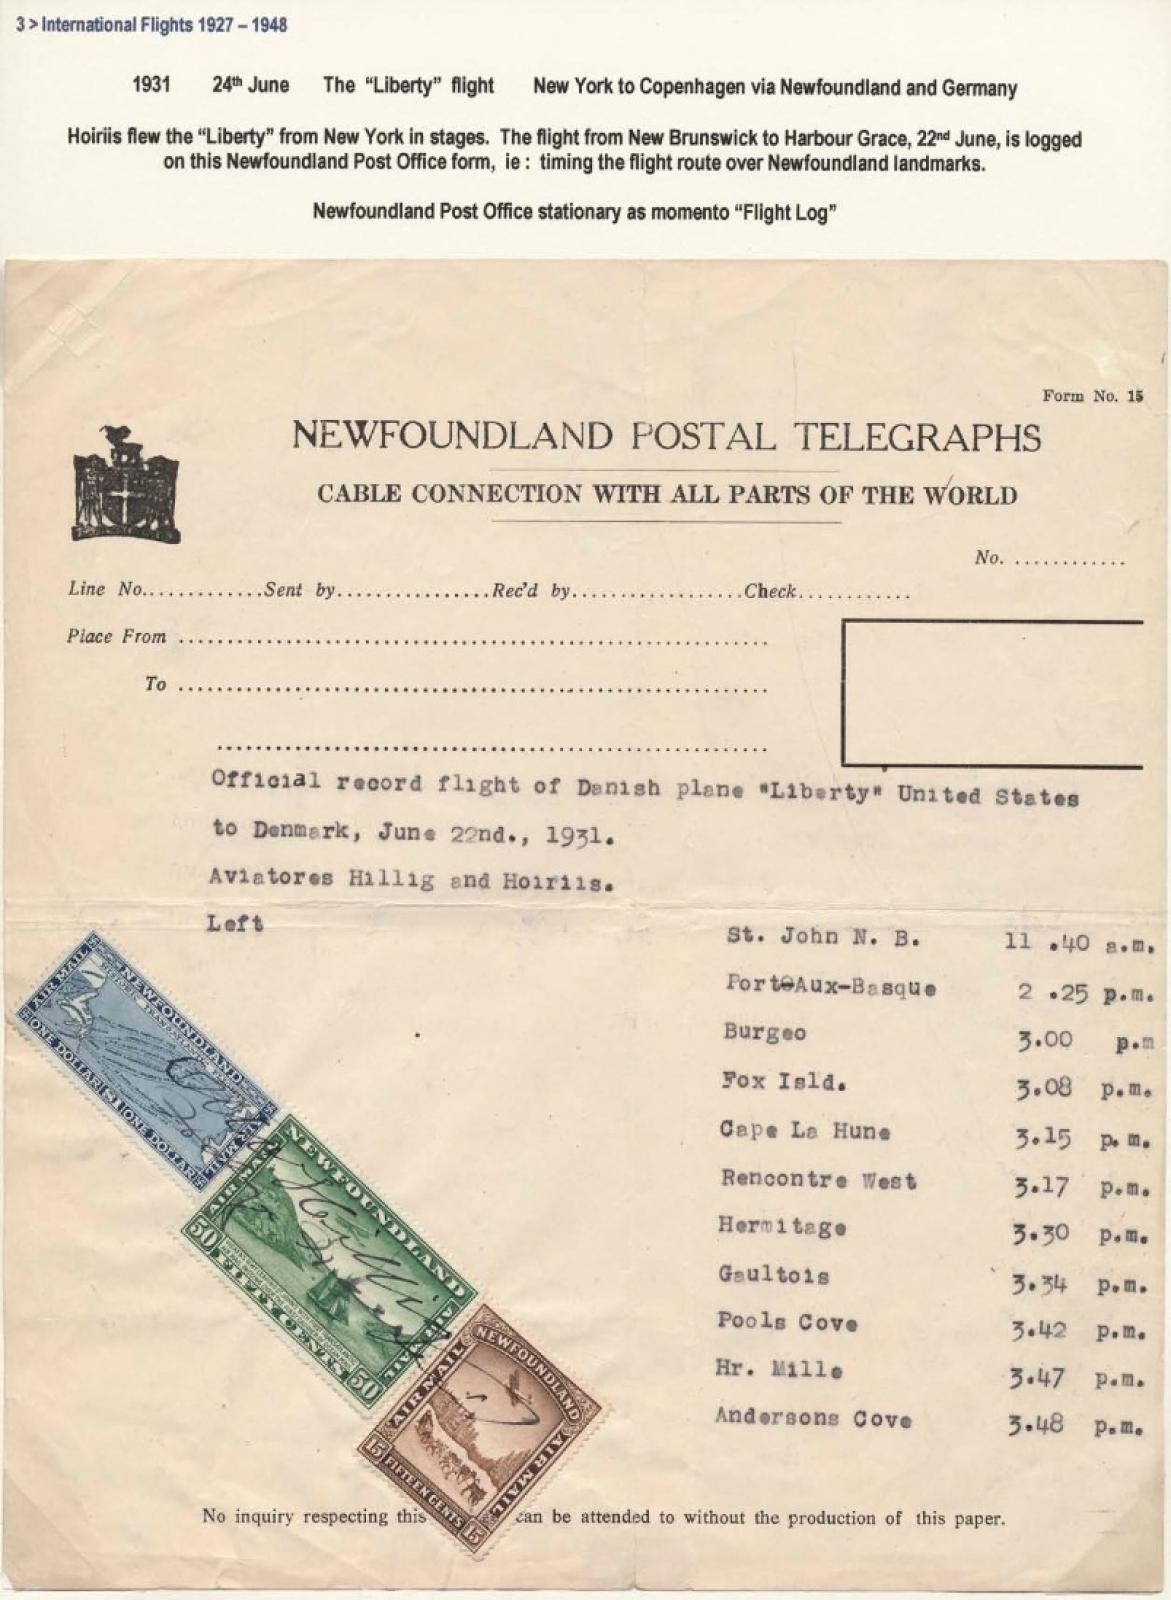 3 > International Flights 1927 – 1948
1931 24th June The “Liberty” flight New York to Copenhagen via Newfoundland and Germany
Hoiriis flew the “Liberty” from New York in stages. The flight from New Brunswick to Harbour Grace, 22nd June, is logged
on this Newfoundland Post Office form, ie : timing the flight route over Newfoundland landmarks.
Newfoundland Post Office stationary as momento “Flight Log”
Form No. 15
NEWFOUNDLAND POSTAL TELEGRAPHS
CABLE CONNECTION WITH ALL PARTS OF THE WORLD
No. ............
Line No.............Sent by................Rec'd by..................Check............
Place From
To
Official record flight of Danish plane "Liberty" United States
to Denmark, June 22nd., 1931.
Aviatores Hillig and Hoiriis.
Left
St. John N. B. 11 .40 a.m.
Port Aux-Basque 2 .25 p.m.
Burgeo 3.00 p.m
Fox Isld. 3.08 p.m.
Cape La Hune 3.15 p.m.
Rencontre West 3.17 p.m.
Hermitage 3.30 p.m.
Gaultois 3.34 p.m.
Pools Cove 3.42 p.m.
Hr. Mille 3.47 p.m.
Andersons Cove 3.48 p.m.
AIR MAIL
NEWFOUNDLAND
ONE DOLLAR $1 ONE DOLLAR
AIR MAIL
NEWFOUNDLAND
AIR MAIL
50 FIFTY CENTS 50
AIR MAIL
NEWFOUNDLAND
AIR MAIL
AIR MAIL
15 FIFTEEN CENTS 15
No inquiry respecting this can be attended to without the production of this paper.